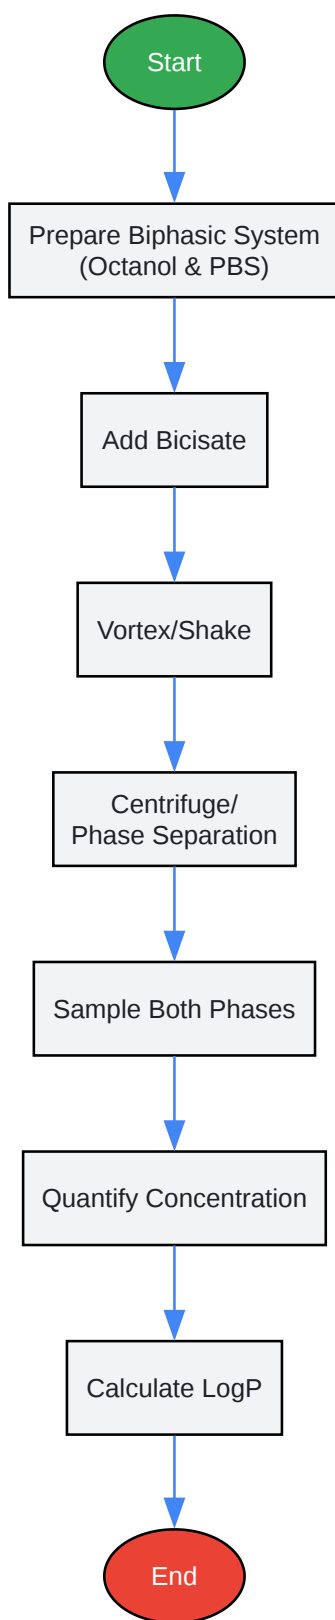 Start
Prepare Biphasic System
(Octanol & PBS)
Add Bicisate
Vortex/Shake
Centrifuge/
Phase Separation
Sample Both Phases
Quantify Concentration
Calculate LogP
End